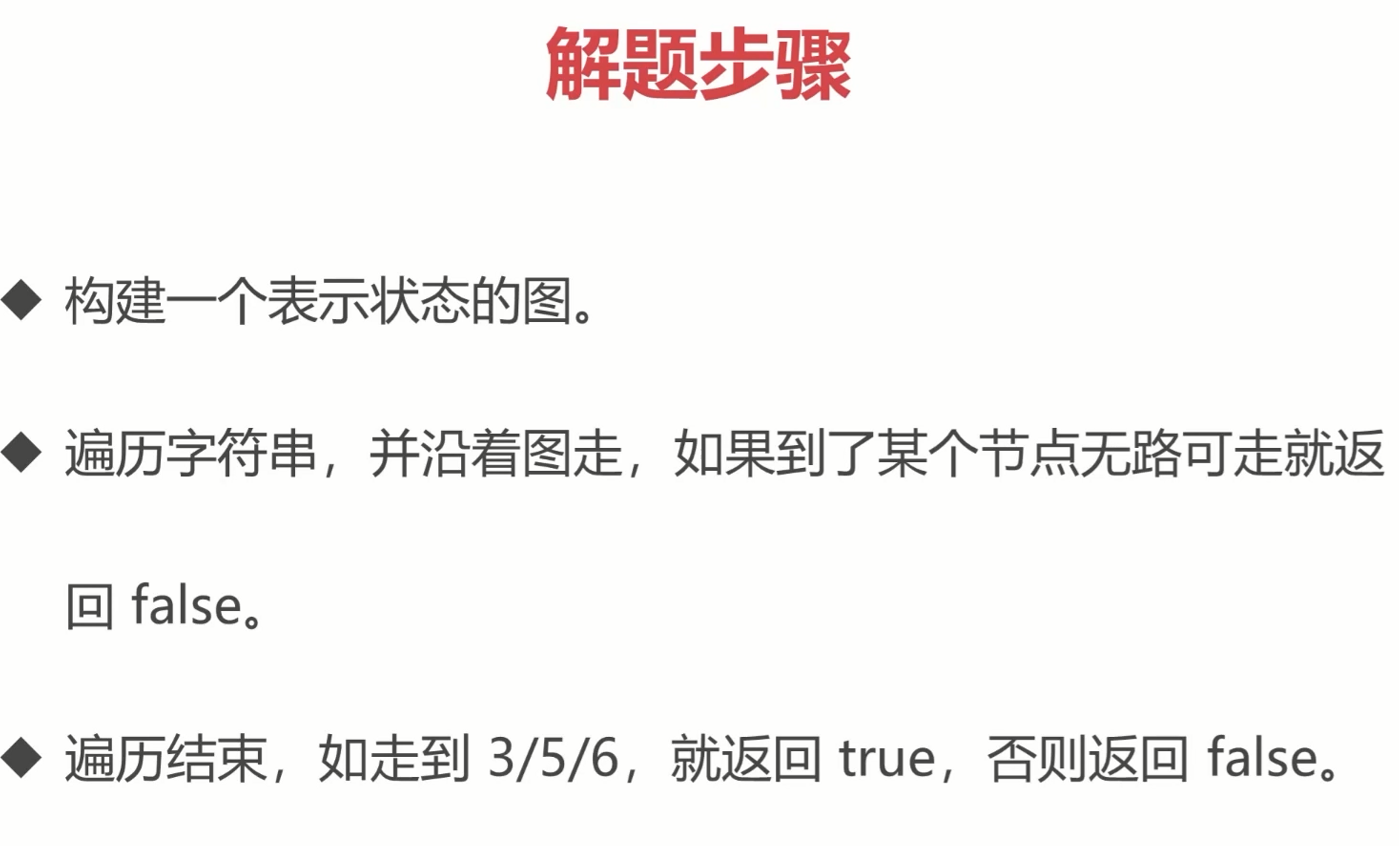 解题步骤
◆ 构建一个表示状态的图。
◆ 遍历字符串，并沿着图走，如果到了某个节点无路可走就返
回 false。
◆ 遍历结束，如走到 3/5/6，就返回 true，否则返回 false。